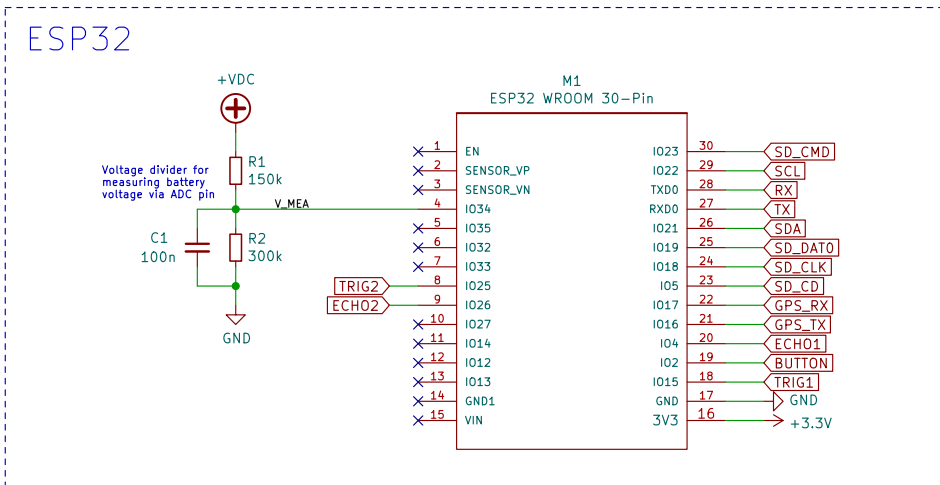 ESP32
+VDC
R1
150k
Voltage divider for
measuring battery
voltage via ADC pin
V_MEA
C1
100n
R2
300k
GND
M1
ESP32 WROOM 30-Pin
1 EN
2 SENSOR_VP
3 SENSOR_VN
4 IO34
5 IO35
6 IO32
7 IO33
TRIG2 8 IO25
ECHO2 9 IO26
10 IO27
11 IO14
12 IO12
13 IO13
14 GND1
15 VIN
IO23 30 SD_CMD
IO22 29 SCL
TXD0 28 RX
RXD0 27 TX
IO21 26 SDA
IO19 25 SD_DAT0
IO18 24 SD_CLK
IO5 23 SD_CD
IO17 22 GPS_RX
IO16 21 GPS_TX
IO4 20 ECHO1
IO2 19 BUTTON
IO15 18 TRIG1
GND 17 GND
3V3 16 +3.3V